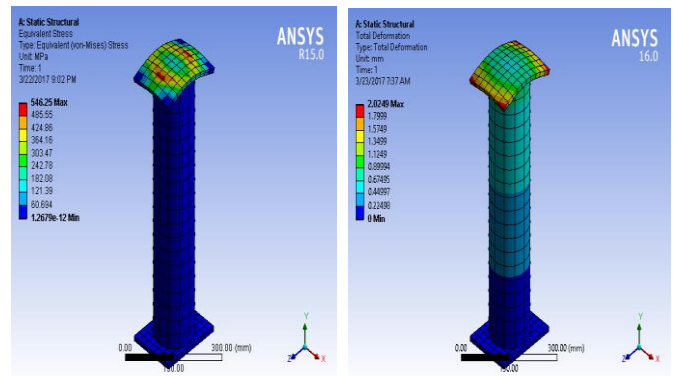 A: Static Structural
Equivalent Stress
Type: Equivalent (von-Mises) Stress
Unit: MPa
Time: 1
3/22/2017 9:02 PM
546.25 Max
485.55
424.86
364.16
303.47
242.78
182.08
121.39
60.694
1.2679e-12 Min
ANSYS
R15.0
0.00
300.00 (mm)
150.00
Y
Z
X
A: Static Structural
Total Deformation
Type: Total Deformation
Unit: mm
Time: 1
3/23/2017 7:37 AM
2.0249 Max
1.7999
1.5749
1.3499
1.1249
0.89994
0.67495
0.44997
0.22498
0 Min
ANSYS
16.0
0.00
300.00 (mm)
150.00
Y
Z
X